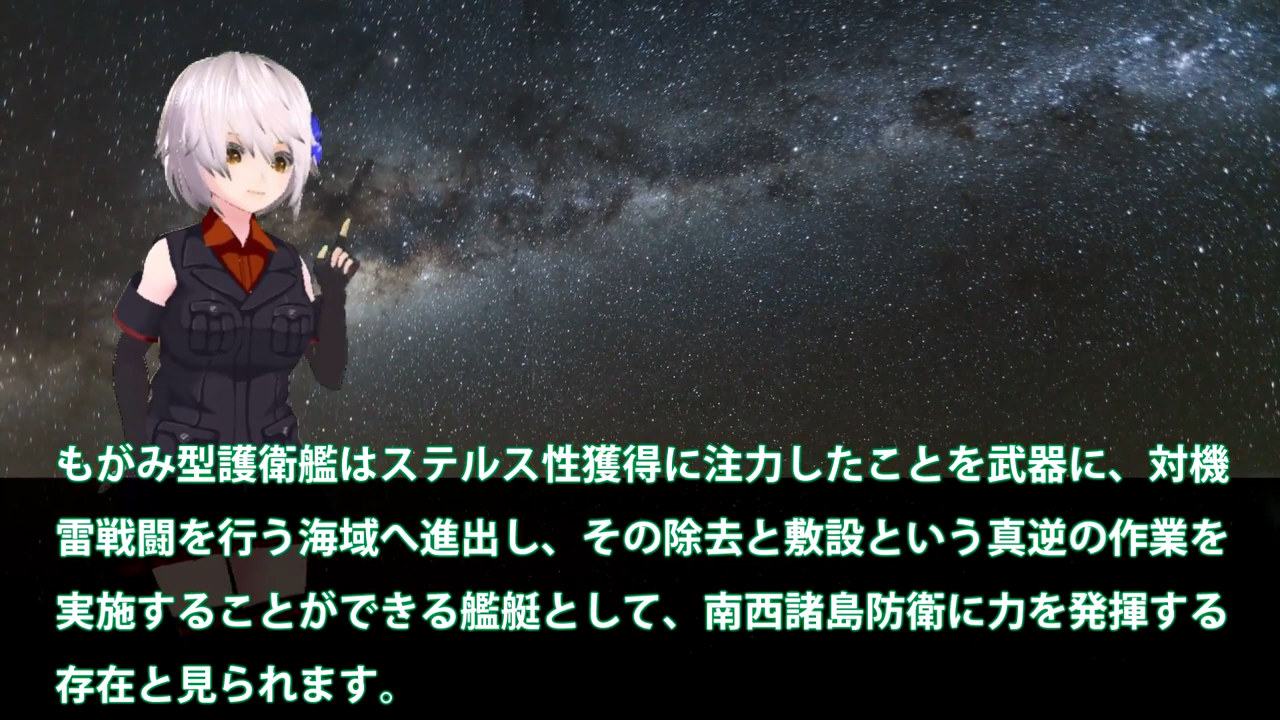 もがみ型護衛艦はステルス性獲得に注力したことを武器に、対機
雷戦闘を行う海域へ進出し、その除去と敷設という真逆の作業を
実施することができる艦艇として、南西諸島防衛に力を発揮する
存在と見られます。